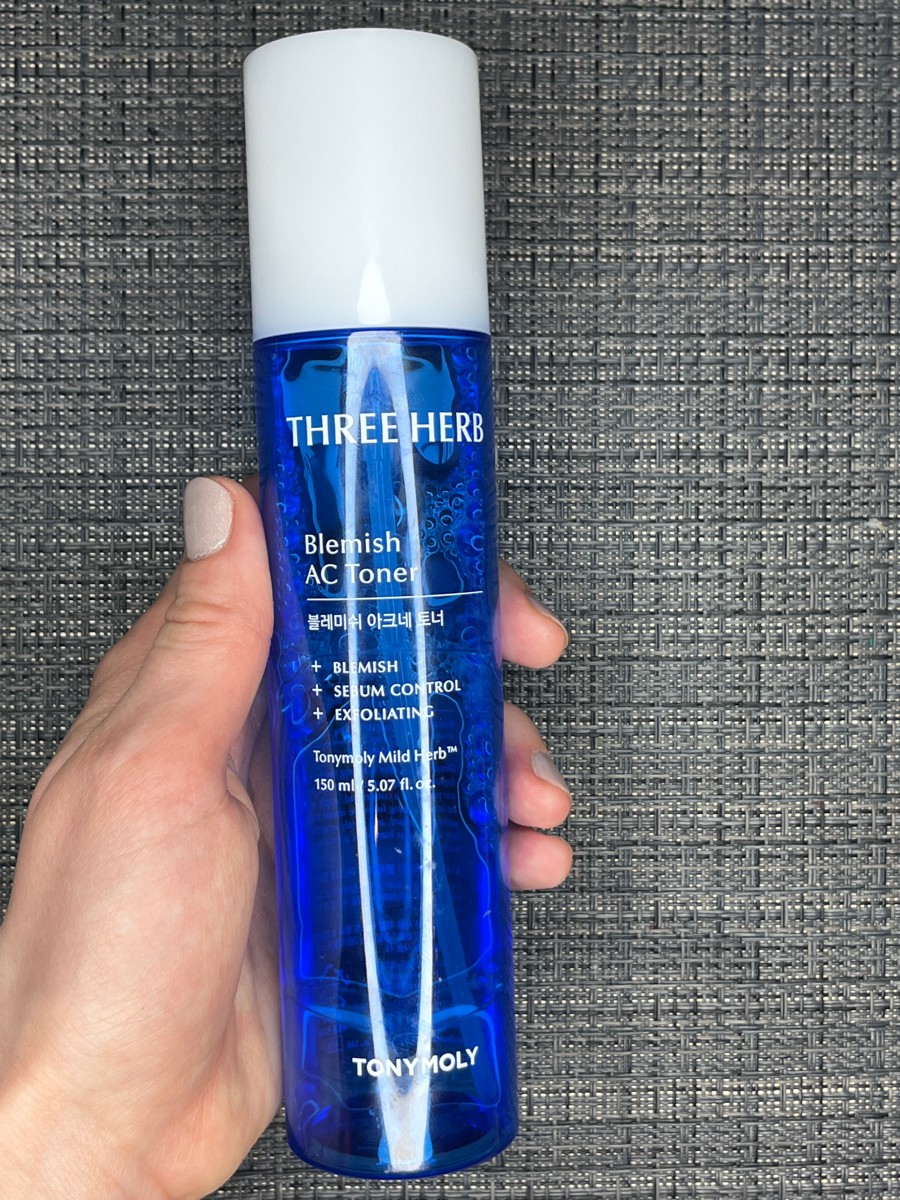 THREE HERB
Blemish
AC Toner
블레미쉬 아크네 토너
+ BLEMISH
+ SEBUM CONTROL
+ EXFOLIATING
Tonymoly Mild Herb™
150 ml / 5.07 fl. oz.
TONYMOLY